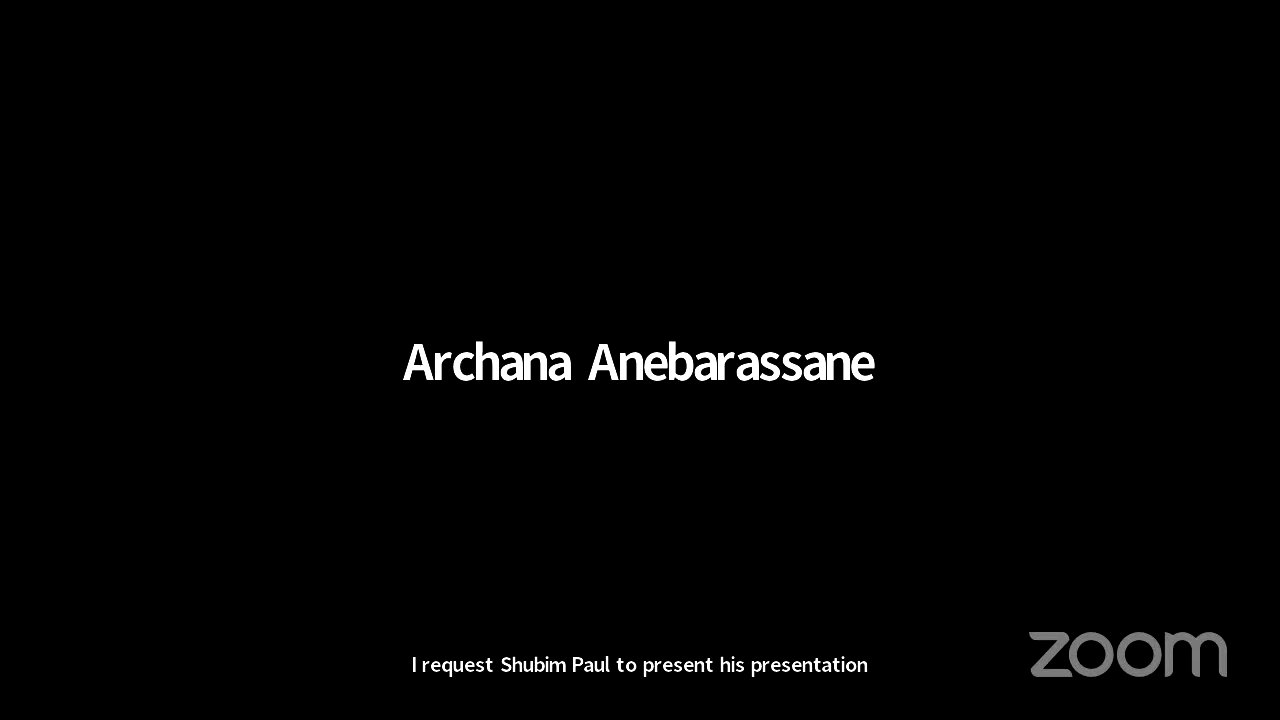 Archana Anebarassane
I request Shubim Paul to present his presentation
zoom